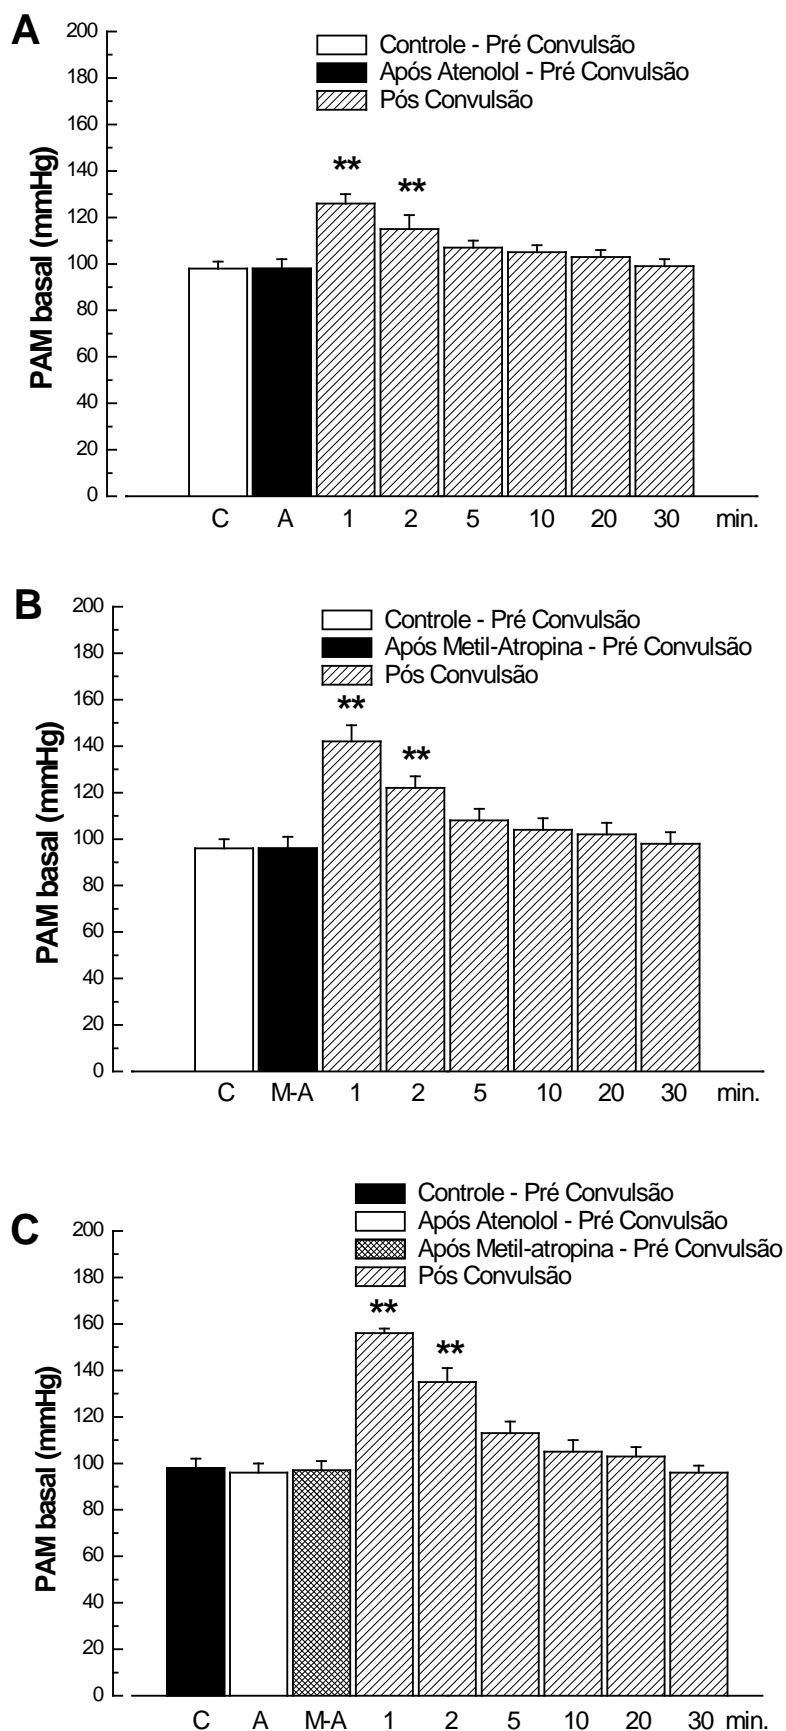 A
Controle - Pré Convulsão
Após Atenolol - Pré Convulsão
Pós Convulsão
PAM basal (mmHg)
200
180
160
140
120
100
80
60
40
20
0
** **
C A 1 2 5 10 20 30 min.
B
Controle - Pré Convulsão
Após Metil-Atropina - Pré Convulsão
Pós Convulsão
PAM basal (mmHg)
200
180
160
140
120
100
80
60
40
20
0
** **
C M-A 1 2 5 10 20 30 min.
C
Controle - Pré Convulsão
Após Atenolol - Pré Convulsão
Após Metil-atropina - Pré Convulsão
Pós Convulsão
PAM basal (mmHg)
200
180
160
140
120
100
80
60
40
20
0
** **
C A M-A 1 2 5 10 20 30 min.